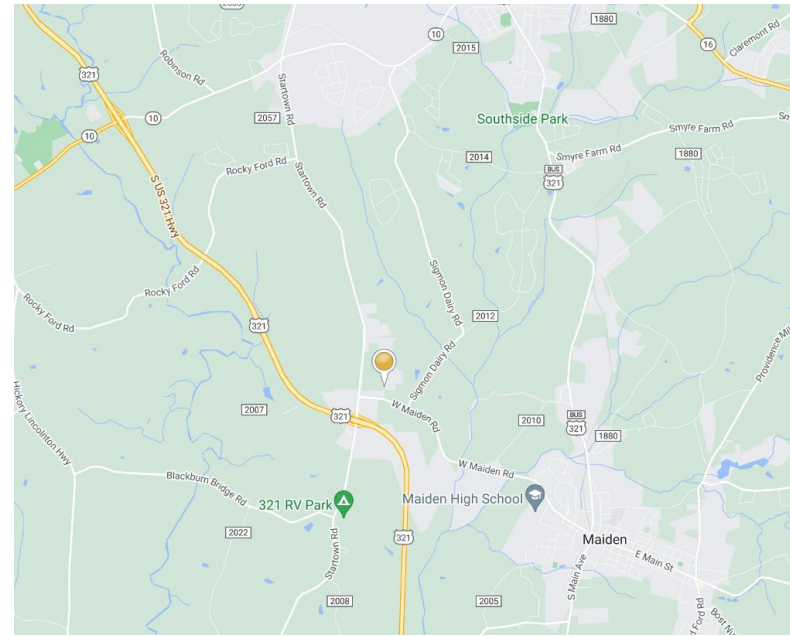 1880
Claremont Rd
10
2015
16
321
Robinson Rd
Startown Rd
10
2057
Southside Park
10
Smyre Farm Rd
2014
Smyre Farm Rd
1880
Rocky Ford Rd
Startown Rd
BUS
321
S US 321 Hwy
Rocky Ford Rd
Sigmon Dairy Rd
2012
Rocky Ford Rd
321
Sigmon Dairy Rd
Hickory Lincolnton Hwy
2007
321
W Maiden Rd
2010
BUS
321
1880
W Maiden Rd
Blackburn Bridge Rd
321 RV Park
Maiden High School
2022
321
Maiden
Startown Rd
E Main St
S Main Ave
2008
2005